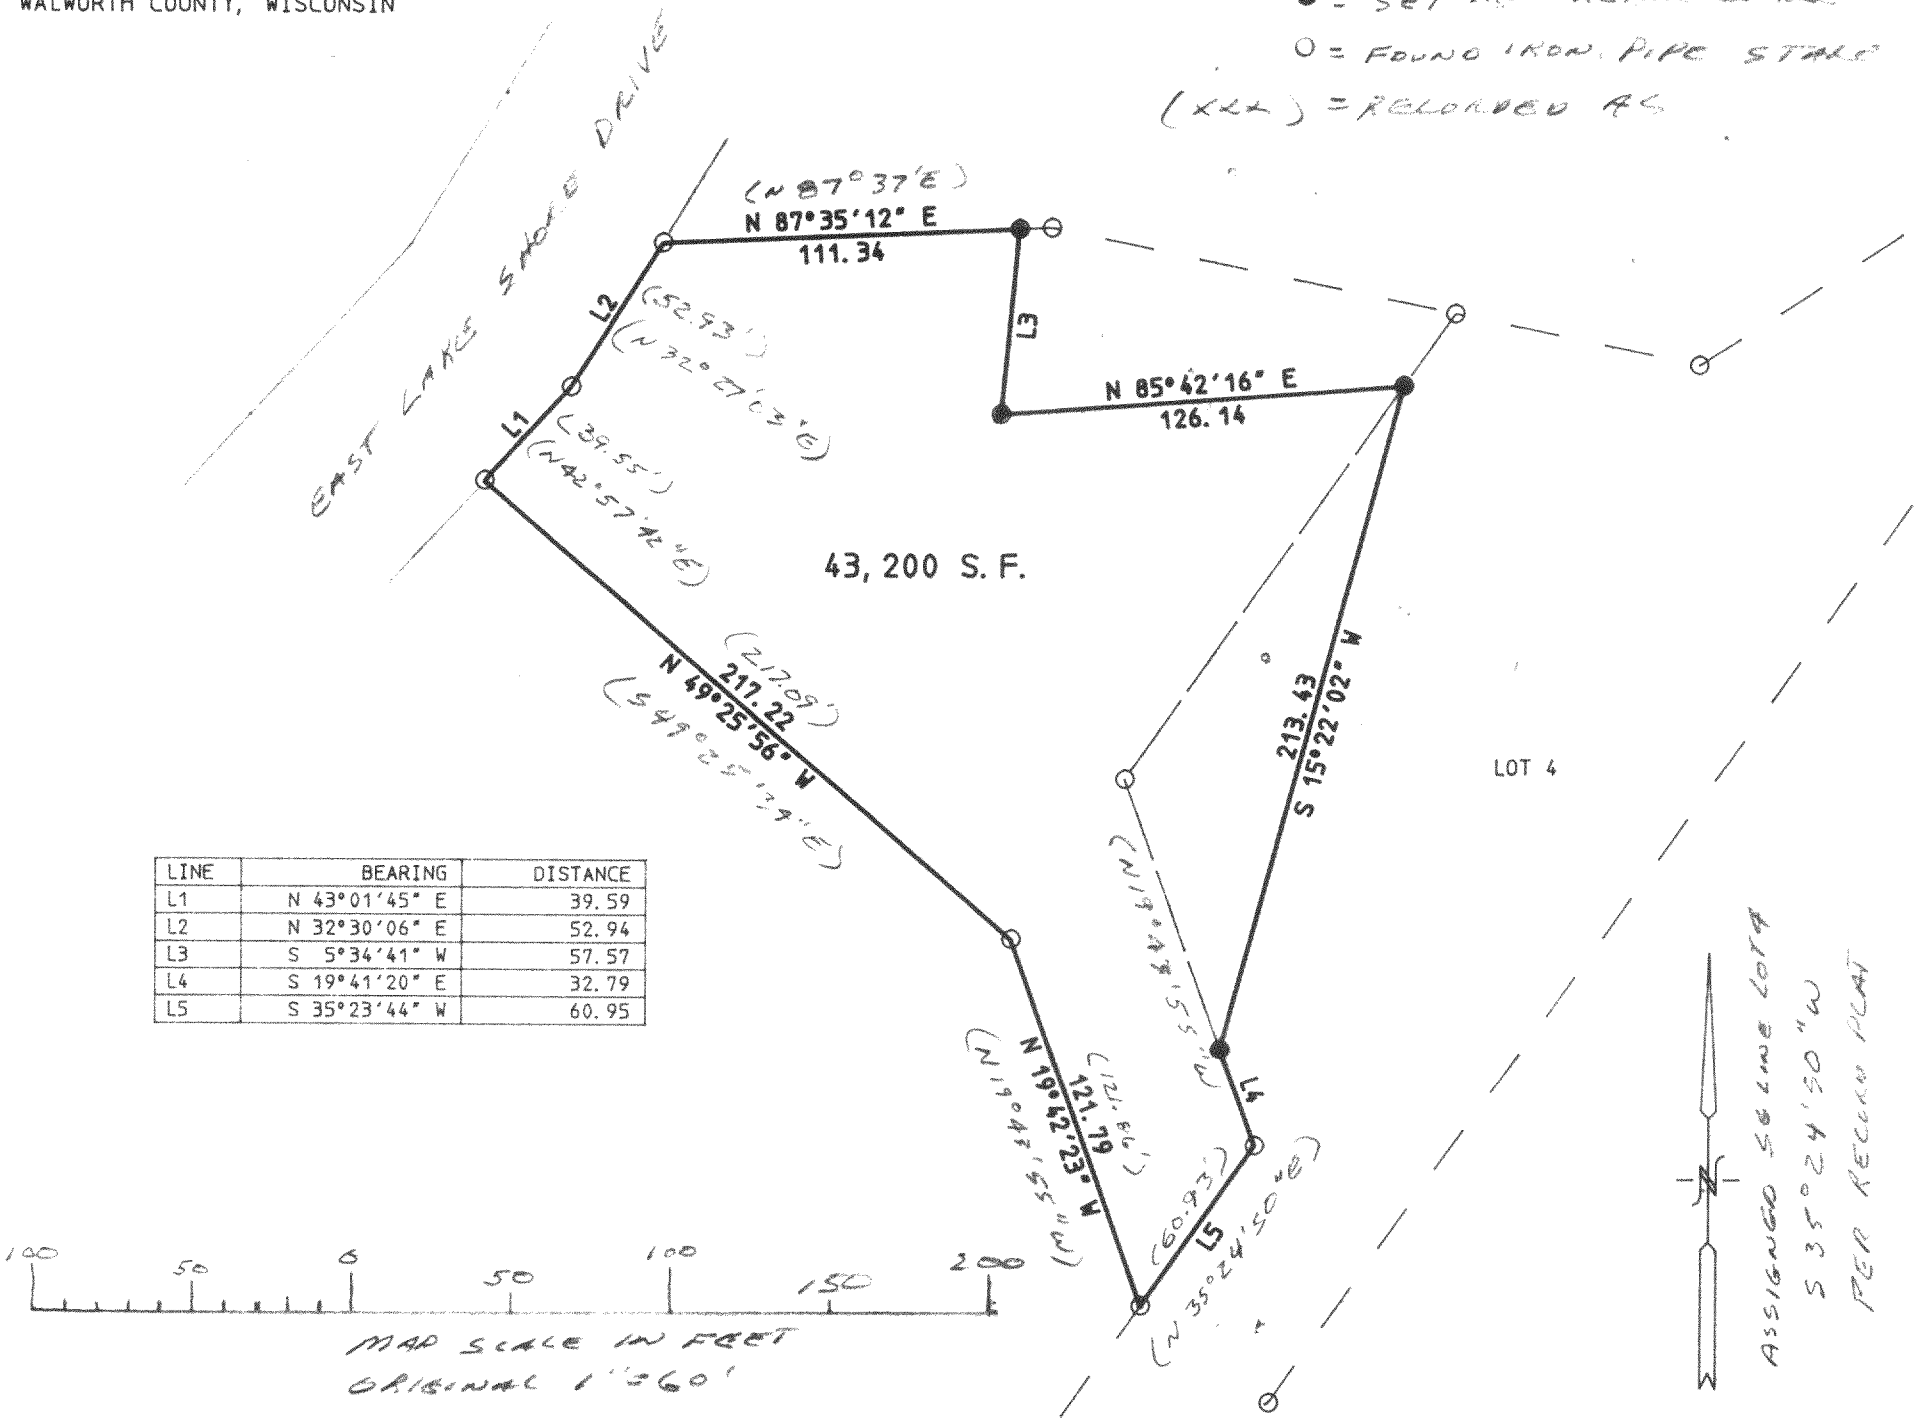 WALWORTH COUNTY, WISCONSIN
● = SET
○ = FOUND IRON PIPE STAKE
(XXX) = RECORDED AS
EAST LAKE SHORE DRIVE
(N 87°37'E)
N 87°35'12" E
111.34
L2
(52.93')
(N 32°27'03"E)
L3
N 85°42'16" E
126.14
L1
(39.55')
(N42°57'42"E)
43,200 S.F.
(217.09')
217.22
N 49°25'56" W
(S 49°25'39"E)
213.43
S 15°22'02" W
LOT 4
LINE BEARING DISTANCE
L1 N 43°01'45" E 39.59
L2 N 32°30'06" E 52.94
L3 S 5°34'41" W 57.57
L4 S 19°41'20" E 32.79
L5 S 35°23'44" W 60.95
L4
(121.86')
121.79
N 19°42'23" W
(N19°42'55"W)
(60.93')
L5
(N 35°24'50"E)
100 50 0 50 100 150 200
MAP SCALE IN FEET
ORIGINAL 1"=60'
N
ASSIGNED SE LINE LOT 4
S 35°24'50"W
PER RECORD PLAT